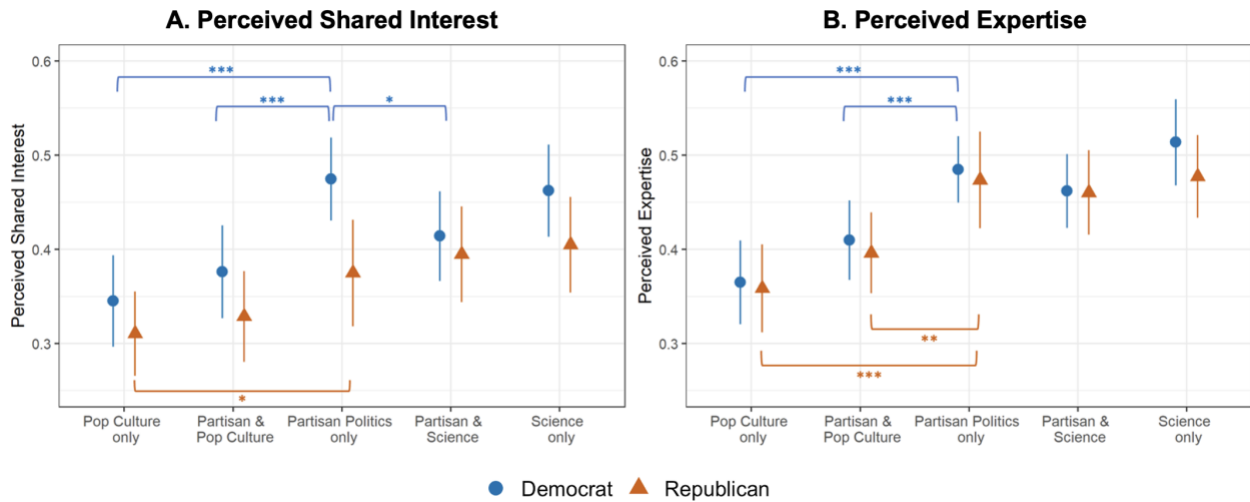 A. Perceived Shared Interest
0.6
0.5
0.4
0.3
Perceived Shared Interest
***
***
*
*
Pop Culture
only
Partisan &
Pop Culture
Partisan Politics
only
Partisan &
Science
Science
only
B. Perceived Expertise
0.6
0.5
0.4
0.3
Perceived Expertise
***
***
**
***
Pop Culture
only
Partisan &
Pop Culture
Partisan Politics
only
Partisan &
Science
Science
only
Democrat
Republican